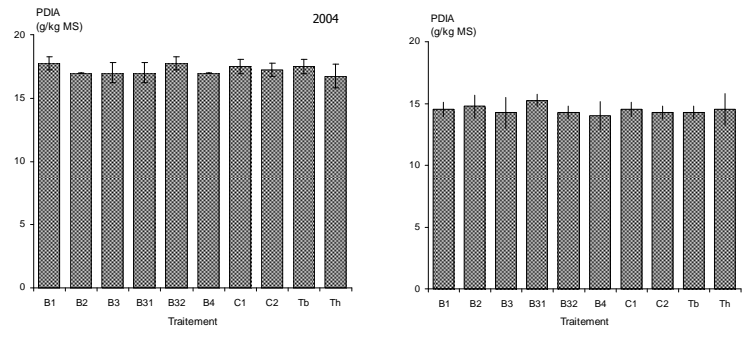 PDIA
(g/kg MS)
2004
20
15
10
5
0
B1 B2 B3 B31 B32 B4 C1 C2 Tb Th
Traitement
PDIA
(g/kg MS)
20
15
10
5
0
B1 B2 B3 B31 B32 B4 C1 C2 Tb Th
Traitement